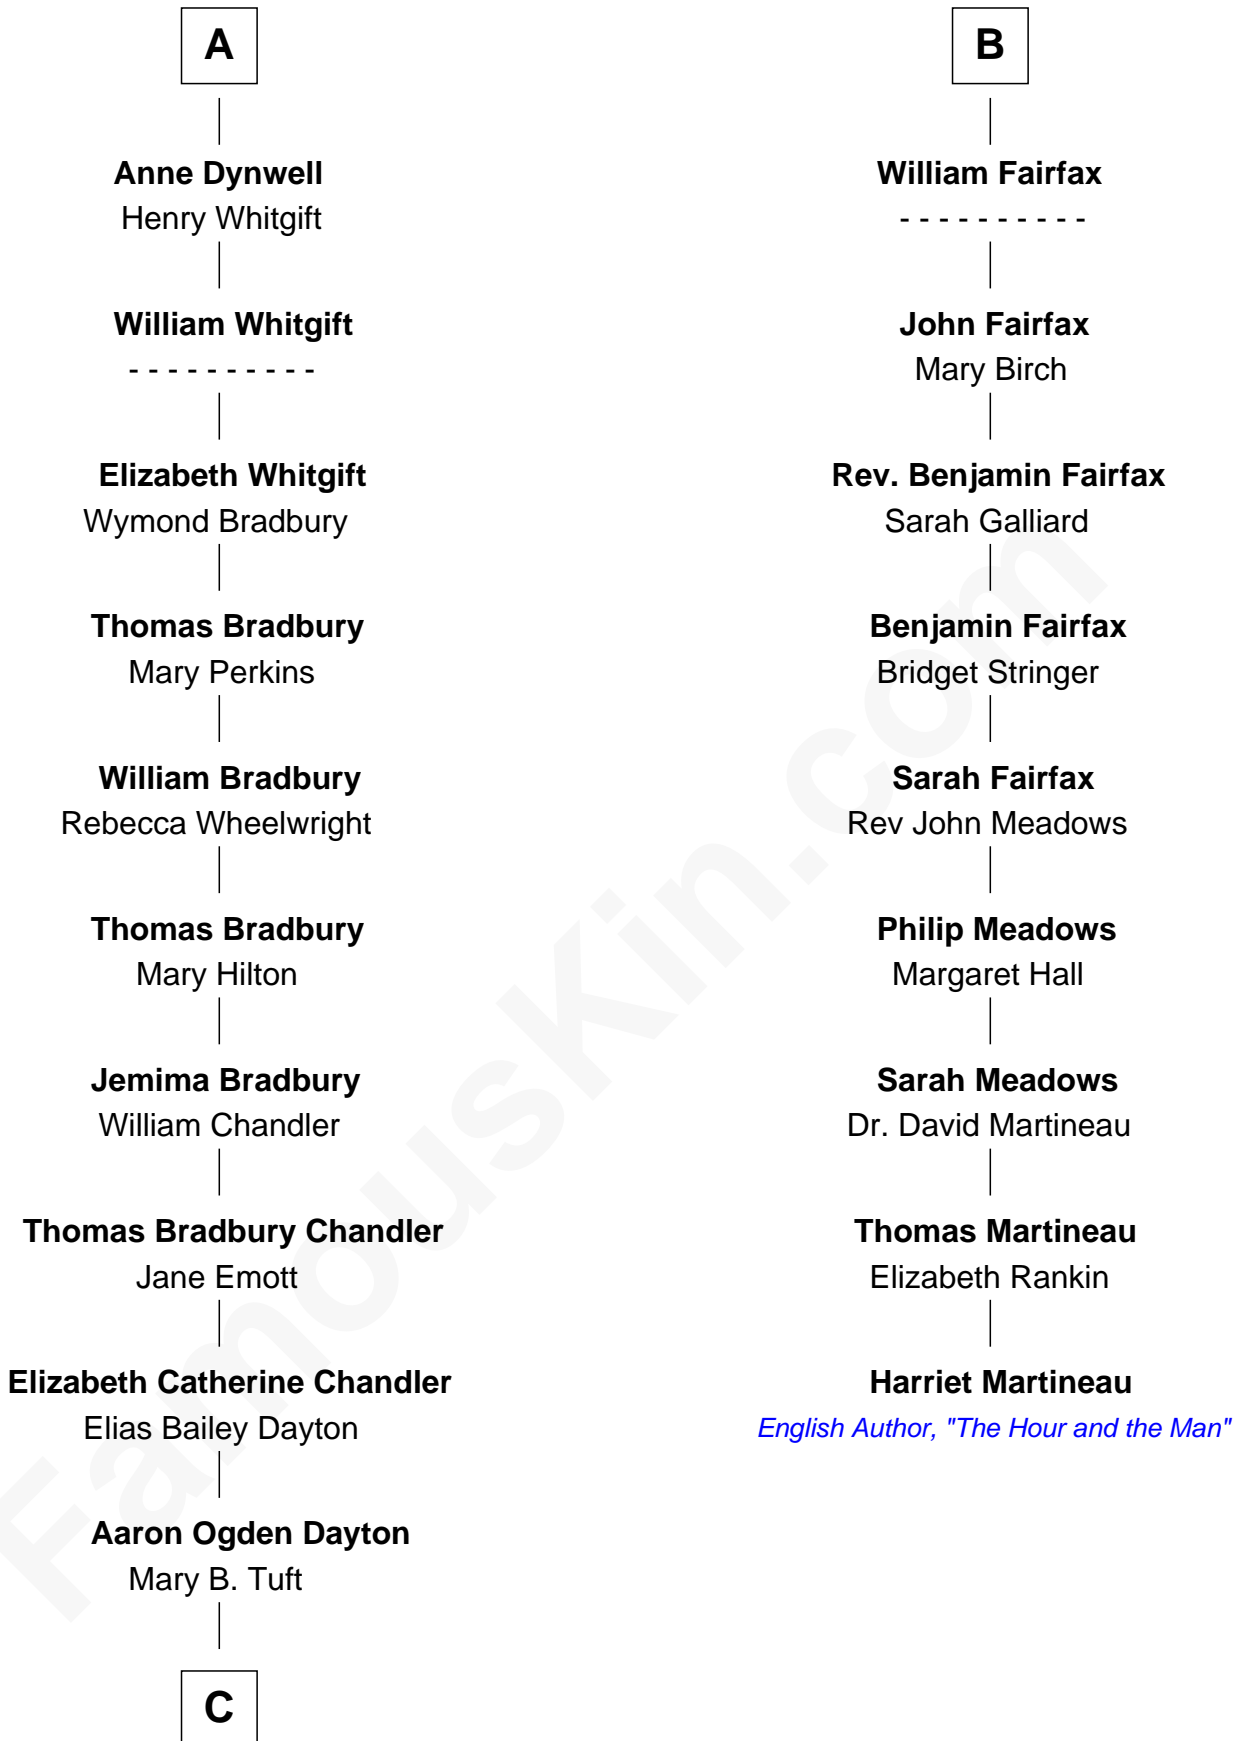 A
Anne Dynwell
Henry Whitgift
William Whitgift
- - - - - - - - - -
Elizabeth Whitgift
Wymond Bradbury
Thomas Bradbury
Mary Perkins
William Bradbury
Rebecca Wheelwright
Thomas Bradbury
Mary Hilton
Jemima Bradbury
William Chandler
Thomas Bradbury Chandler
Jane Emott
Elizabeth Catherine Chandler
Elias Bailey Dayton
Aaron Ogden Dayton
Mary B. Tuft
C
B
William Fairfax
- - - - - - - - - -
John Fairfax
Mary Birch
Rev. Benjamin Fairfax
Sarah Galliard
Benjamin Fairfax
Bridget Stringer
Sarah Fairfax
Rev John Meadows
Philip Meadows
Margaret Hall
Sarah Meadows
Dr. David Martineau
Thomas Martineau
Elizabeth Rankin
Harriet Martineau
English Author, "The Hour and the Man"
FamousKin.com